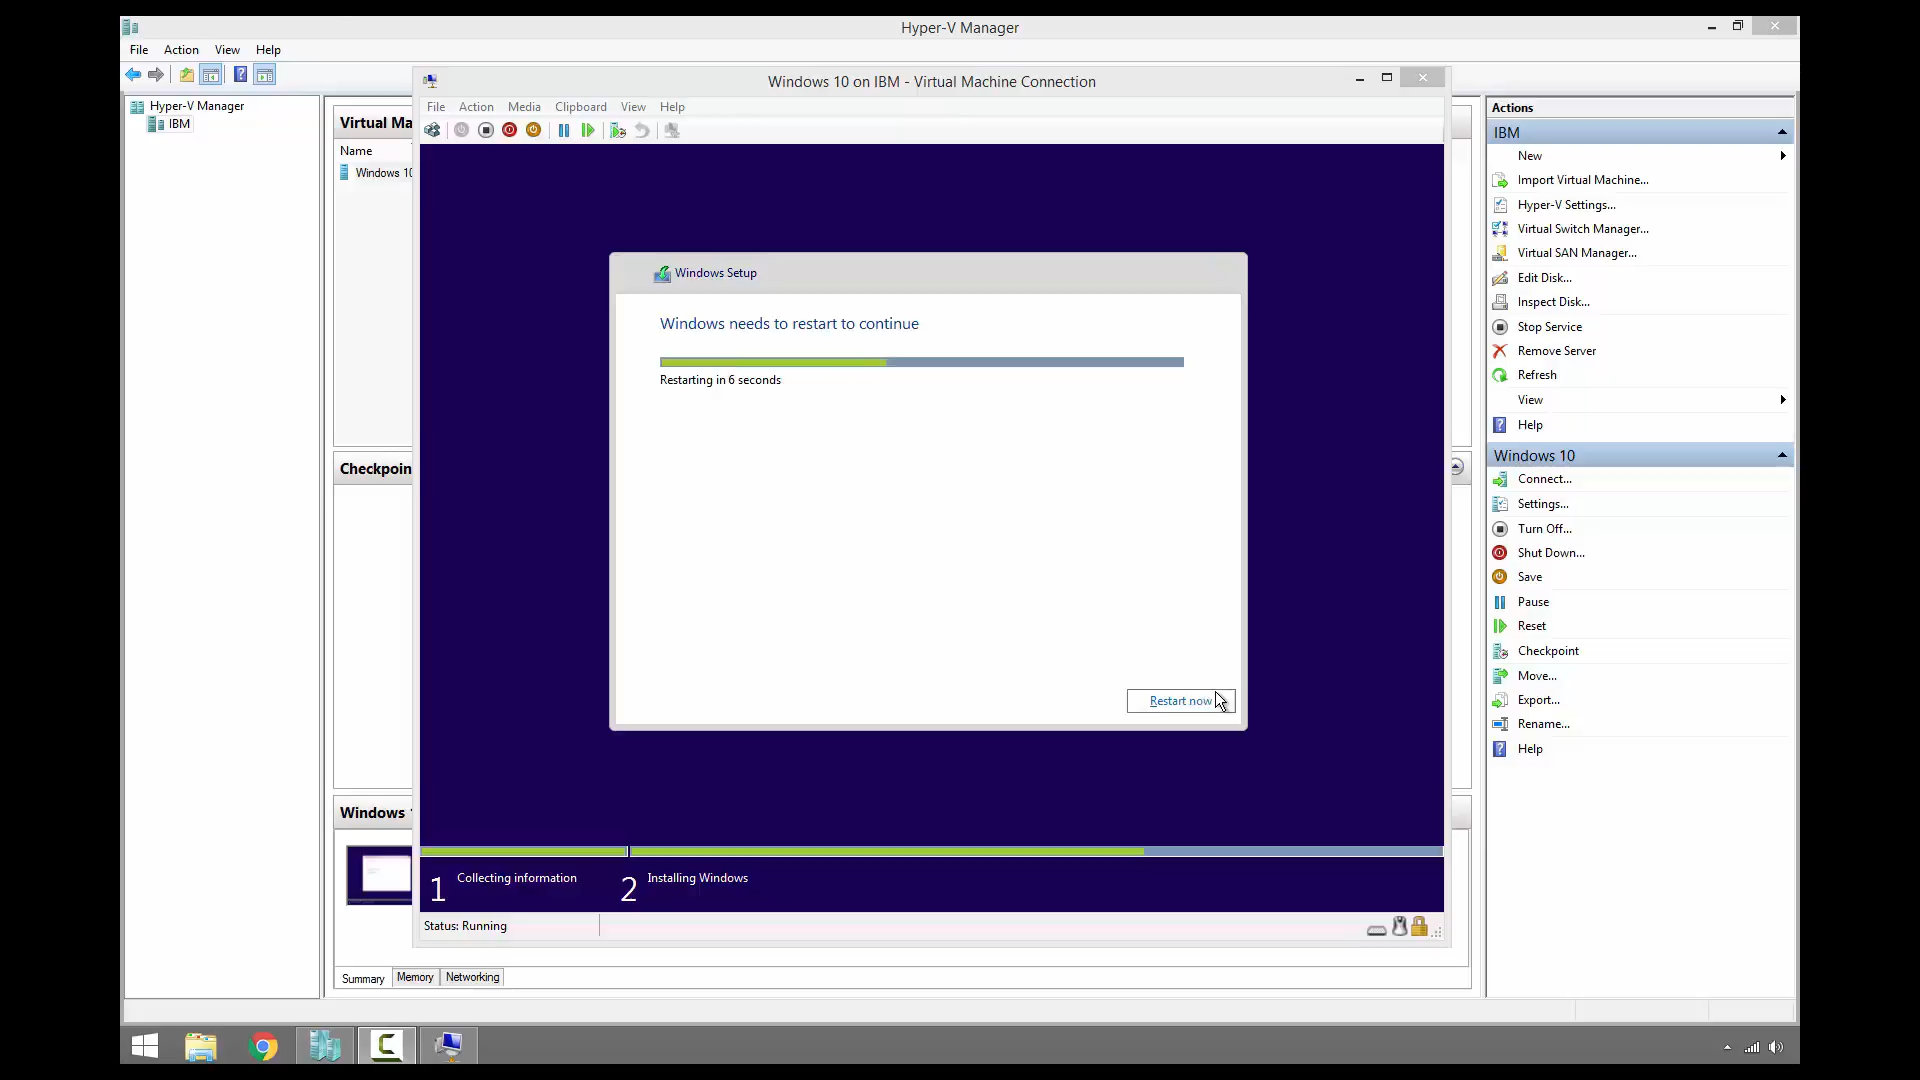 Hyper-V Manager
File Action View Help
Hyper-V Manager
IBM
Virtual Ma
Name
Windows 10
Checkpoin
Windows
Summary Memory Networking
Windows 10 on IBM - Virtual Machine Connection
File Action Media Clipboard View Help
Windows Setup
Windows needs to restart to continue
Restarting in 6 seconds
Restart now
1 Collecting information
2 Installing Windows
Status: Running
Actions
IBM
New
Import Virtual Machine...
Hyper-V Settings...
Virtual Switch Manager...
Virtual SAN Manager...
Edit Disk...
Inspect Disk...
Stop Service
Remove Server
Refresh
View
Help
Windows 10
Connect...
Settings...
Turn Off...
Shut Down...
Save
Pause
Reset
Checkpoint
Move...
Export...
Rename...
Help